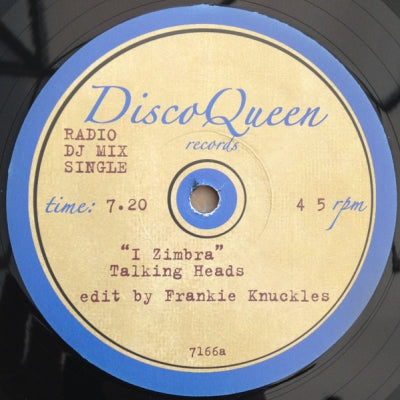 DiscoQueen
records
RADIO
DJ MIX
SINGLE
time: 7.20
4 5 rpm
"I Zimbra"
Talking Heads
edit by Frankie Knuckles
7166a